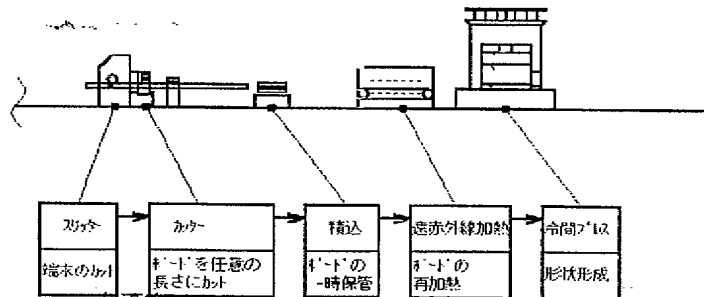 スリッター
カッター
積込
遠赤外線加熱
冷間プレス
端末のカット
ボードを任意の
長さにカット
ボードの
一時保管
ボードの
再加熱
形状形成